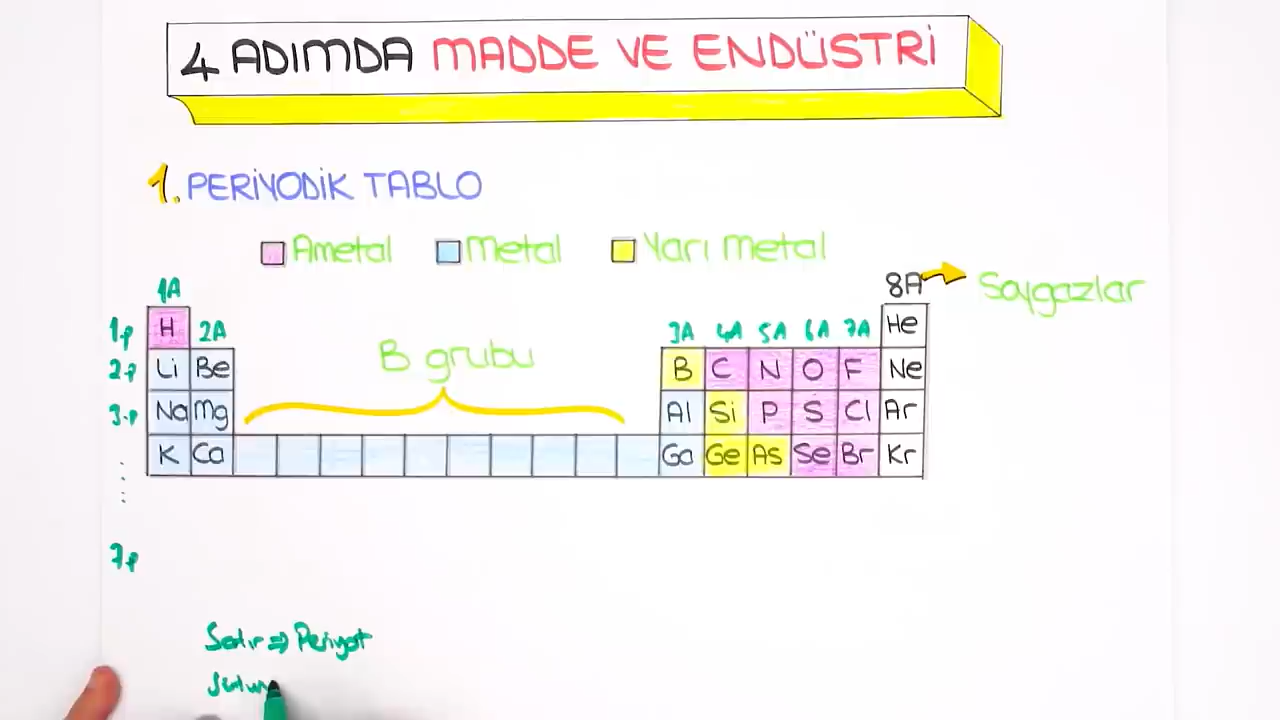 4 ADIMDA MADDE VE ENDÜSTRİ
1. PERİYODİK TABLO
Ametal Metal Yarı metal
1A 8A Soygazlar
1.p H 2A B grubu 3A 4A 5A 6A 7A He
2.p Li Be B C N O F Ne
3.p Na Mg Al Si P S Cl Ar
K Ca Ga Ge As Se Br Kr
7.p
Satır ⇒ Periyot